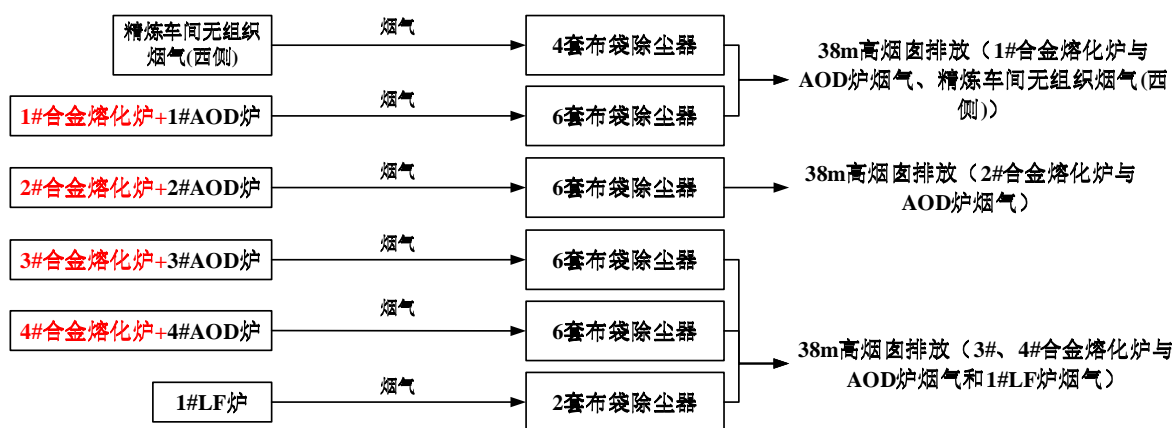 精炼车间无组织
烟气(西侧)
烟气
4套布袋除尘器
38m高烟囱排放（1#合金熔化炉与
AOD炉烟气、精炼车间无组织烟气(西
侧)）
1#合金熔化炉+1#AOD炉
烟气
6套布袋除尘器
2#合金熔化炉+2#AOD炉
烟气
6套布袋除尘器
38m高烟囱排放（2#合金熔化炉与
AOD炉烟气）
3#合金熔化炉+3#AOD炉
烟气
6套布袋除尘器
4#合金熔化炉+4#AOD炉
烟气
6套布袋除尘器
38m高烟囱排放（3#、4#合金熔化炉与
AOD炉烟气和1#LF炉烟气）
1#LF炉
烟气
2套布袋除尘器